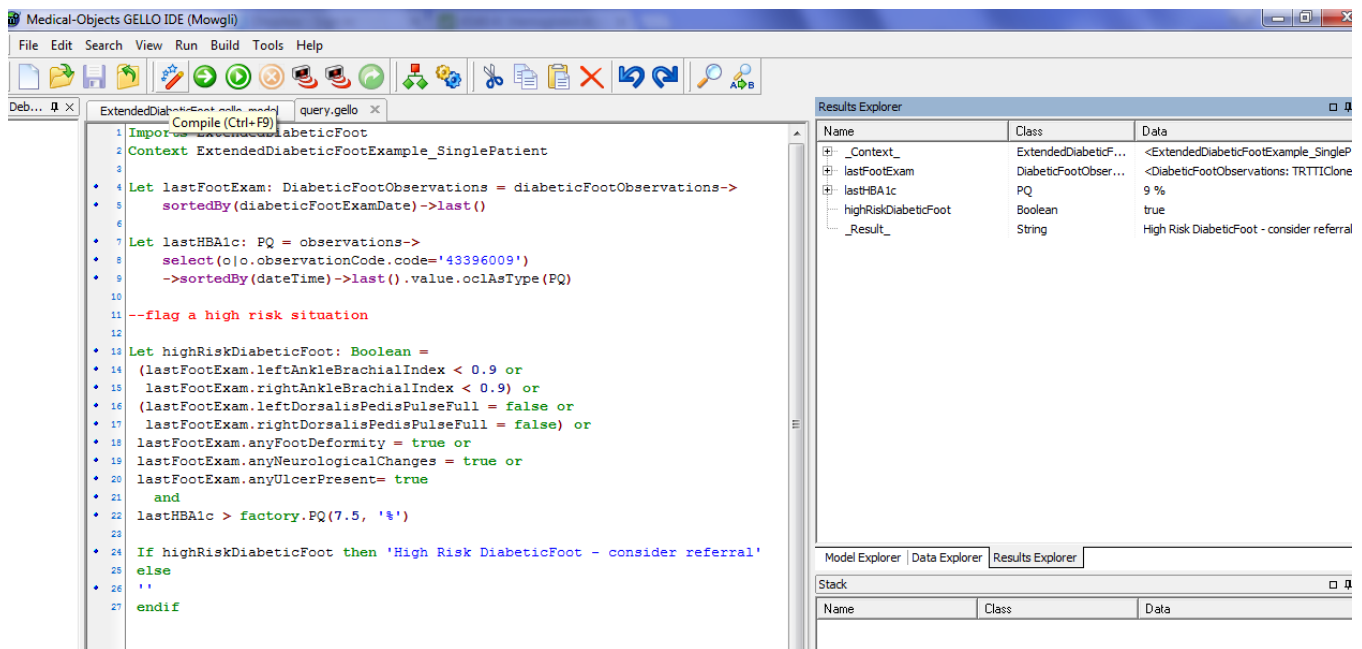 Medical-Objects GELLO IDE (Mowgli)
File Edit Search View Run Build Tools Help
Deb...
query.gello
Compile (Ctrl+F9)
1 Imports ExtendedDiabeticFoot
2 Context ExtendedDiabeticFootExample_SinglePatient
3
4 Let lastFootExam: DiabeticFootObservations = diabeticFootObservations->
5 sortedBy(diabeticFootExamDate)->last()
6
7 Let lastHBA1c: PQ = observations->
8 select(o|o.observationCode.code='43396009')
9 ->sortedBy(dateTime)->last().value.oclAsType(PQ)
10
11 --flag a high risk situation
12
13 Let highRiskDiabeticFoot: Boolean =
14 (lastFootExam.leftAnkleBrachialIndex < 0.9 or
15 lastFootExam.rightAnkleBrachialIndex < 0.9) or
16 (lastFootExam.leftDorsalisPedisPulseFull = false or
17 lastFootExam.rightDorsalisPedisPulseFull = false) or
18 lastFootExam.anyFootDeformity = true or
19 lastFootExam.anyNeurologicalChanges = true or
20 lastFootExam.anyUlcerPresent= true
21 and
22 lastHBA1c > factory.PQ(7.5, '%')
23
24 If highRiskDiabeticFoot then 'High Risk DiabeticFoot - consider referral'
25 else
26 ''
27 endif
Results Explorer
Name Class Data
_Context_ ExtendedDiabeticF... <ExtendedDiabeticFootExample_SingleP
lastFootExam DiabeticFootObser... <DiabeticFootObservations: TRTTIClone
lastHBA1c PQ 9 %
highRiskDiabeticFoot Boolean true
_Result_ String High Risk DiabeticFoot - consider referral
Model Explorer Data Explorer Results Explorer
Stack
Name Class Data